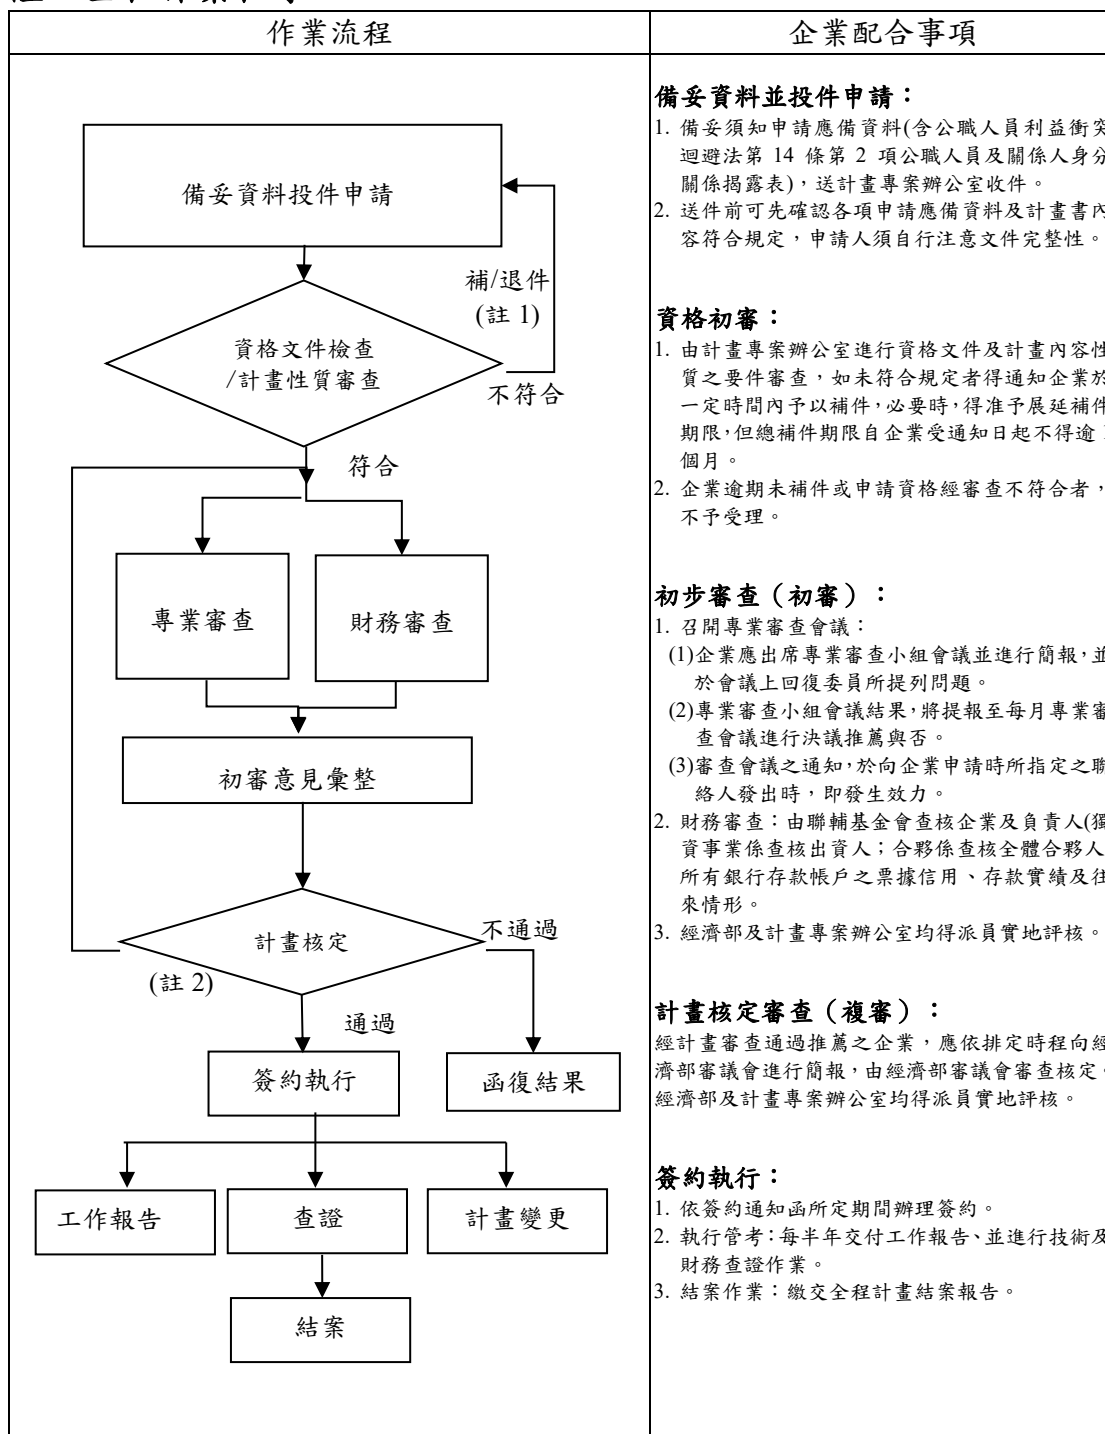 作業流程
企業配合事項
備妥資料投件申請
補/退件
(註 1)
資格文件檢查
/計畫性質審查
不符合
符合
專業審查
財務審查
初審意見彙整
計畫核定
不通過
(註 2)
通過
簽約執行
函復結果
工作報告
查證
計畫變更
結案
備妥資料並投件申請：
1. 備妥須知申請應備資料(含公職人員利益衝突
迴避法第 14 條第 2 項公職人員及關係人身分
關係揭露表)，送計畫專案辦公室收件。
2. 送件前可先確認各項申請應備資料及計畫書內
容符合規定，申請人須自行注意文件完整性。
資格初審：
1. 由計畫專案辦公室進行資格文件及計畫內容性
質之要件審查，如未符合規定者得通知企業於
一定時間內予以補件，必要時，得准予展延補件
期限，但總補件期限自企業受通知日起不得逾
個月。
2. 企業逾期未補件或申請資格經審查不符合者，
不予受理。
初步審查（初審）：
1. 召開專業審查會議：
(1)企業應出席專業審查小組會議並進行簡報，並
於會議上回復委員所提列問題。
(2)專業審查小組會議結果，將提報至每月專業審
查會議進行決議推薦與否。
(3)審查會議之通知，於向企業申請時所指定之聯
絡人發出時，即發生效力。
2. 財務審查：由聯輔基金會查核企業及負責人(獨
資事業係查核出資人；合夥係查核全體合夥人
所有銀行存款帳戶之票據信用、存款實績及往
來情形。
3. 經濟部及計畫專案辦公室均得派員實地評核。
計畫核定審查（複審）：
經計畫審查通過推薦之企業，應依排定時程向經
濟部審議會進行簡報，由經濟部審議會審查核定。
經濟部及計畫專案辦公室均得派員實地評核。
簽約執行：
1. 依簽約通知函所定期間辦理簽約。
2. 執行管考：每半年交付工作報告、並進行技術及
財務查證作業。
3. 結案作業：繳交全程計畫結案報告。